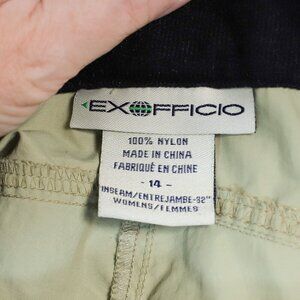 EXOFFICIO
100% NYLON
MADE IN CHINA
FABRIQUÉ EN CHINE
- 14 -
INSEAM/ENTREJAMBE-32"
WOMENS/FEMMES